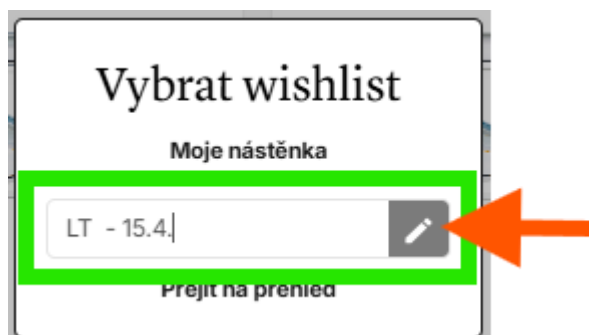 Vybrat wishlist
Moje nástěnka
LT - 15.4.
Přejít na přehled